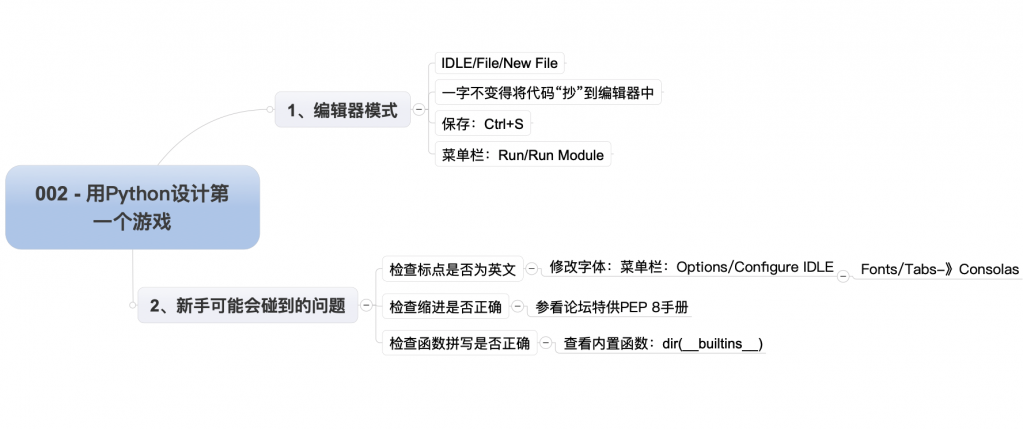 IDLE/File/New File
一字不变得将代码“抄”到编辑器中
1、编辑器模式
保存：Ctrl+S
菜单栏：Run/Run Module
002 - 用Python设计第
一个游戏
检查标点是否为英文
修改字体：菜单栏：Options/Configure IDLE
Fonts/Tabs-》Consolas
2、新手可能会碰到的问题
检查缩进是否正确
参看论坛特供PEP 8手册
检查函数拼写是否正确
查看内置函数：dir(__builtins__)